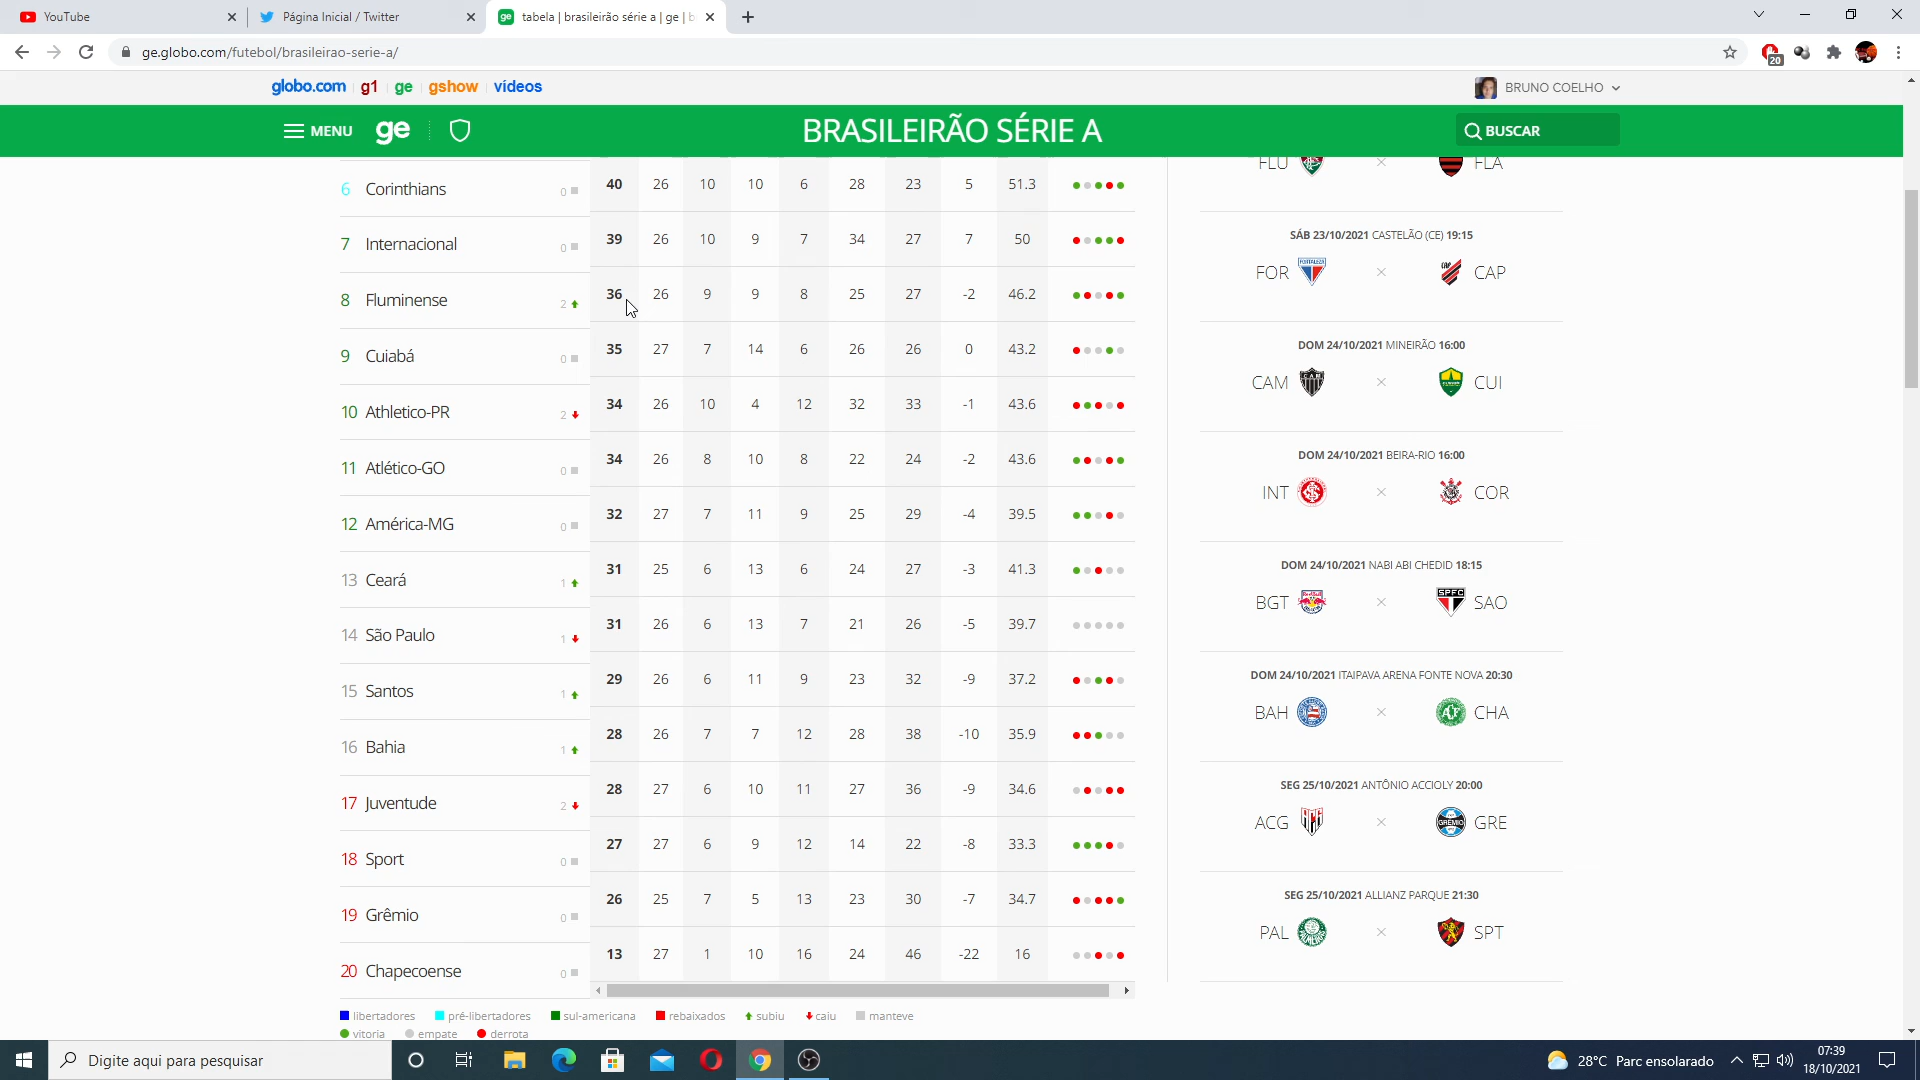 YouTube
Página Inicial / Twitter
ge tabela | brasileirão série a | ge | b
ge.globo.com/futebol/brasileirao-serie-a/
20
globo.com g1 ge gshow vídeos
BRUNO COELHO
MENU ge BRASILEIRÃO SÉRIE A BUSCAR
6 Corinthians 0 40 26 10 10 6 28 23 5 51.3
7 Internacional 0 39 26 10 9 7 34 27 7 50
8 Fluminense 2 36 26 9 9 8 25 27 -2 46.2
9 Cuiabá 0 35 27 7 14 6 26 26 0 43.2
10 Athletico-PR 2 34 26 10 4 12 32 33 -1 43.6
11 Atlético-GO 0 34 26 8 10 8 22 24 -2 43.6
12 América-MG 0 32 27 7 11 9 25 29 -4 39.5
13 Ceará 1 31 25 6 13 6 24 27 -3 41.3
14 São Paulo 1 31 26 6 13 7 21 26 -5 39.7
15 Santos 1 29 26 6 11 9 23 32 -9 37.2
16 Bahia 1 28 26 7 7 12 28 38 -10 35.9
17 Juventude 2 28 27 6 10 11 27 36 -9 34.6
18 Sport 0 27 27 6 9 12 14 22 -8 33.3
19 Grêmio 0 26 25 7 5 13 23 30 -7 34.7
20 Chapecoense 0 13 27 1 10 16 24 46 -22 16
libertadores pré-libertadores sul-americana rebaixados subiu caiu manteve
vitoria empate derrota
FLU × FLA
SÁB 23/10/2021 CASTELÃO (CE) 19:15
FOR FORTALEZA × CAP CAP
DOM 24/10/2021 MINEIRÃO 16:00
CAM CAM × CUI
DOM 24/10/2021 BEIRA-RIO 16:00
INT × COR
DOM 24/10/2021 NABI ABI CHEDID 18:15
BGT × SPFC SAO
DOM 24/10/2021 ITAIPAVA ARENA FONTE NOVA 20:30
BAH × CHA
SEG 25/10/2021 ANTÔNIO ACCIOLY 20:00
ACG × GRÊMIO GRE
SEG 25/10/2021 ALLIANZ PARQUE 21:30
PAL × SPT
Digite aqui para pesquisar
28°C Parc ensolarado
07:39
18/10/2021